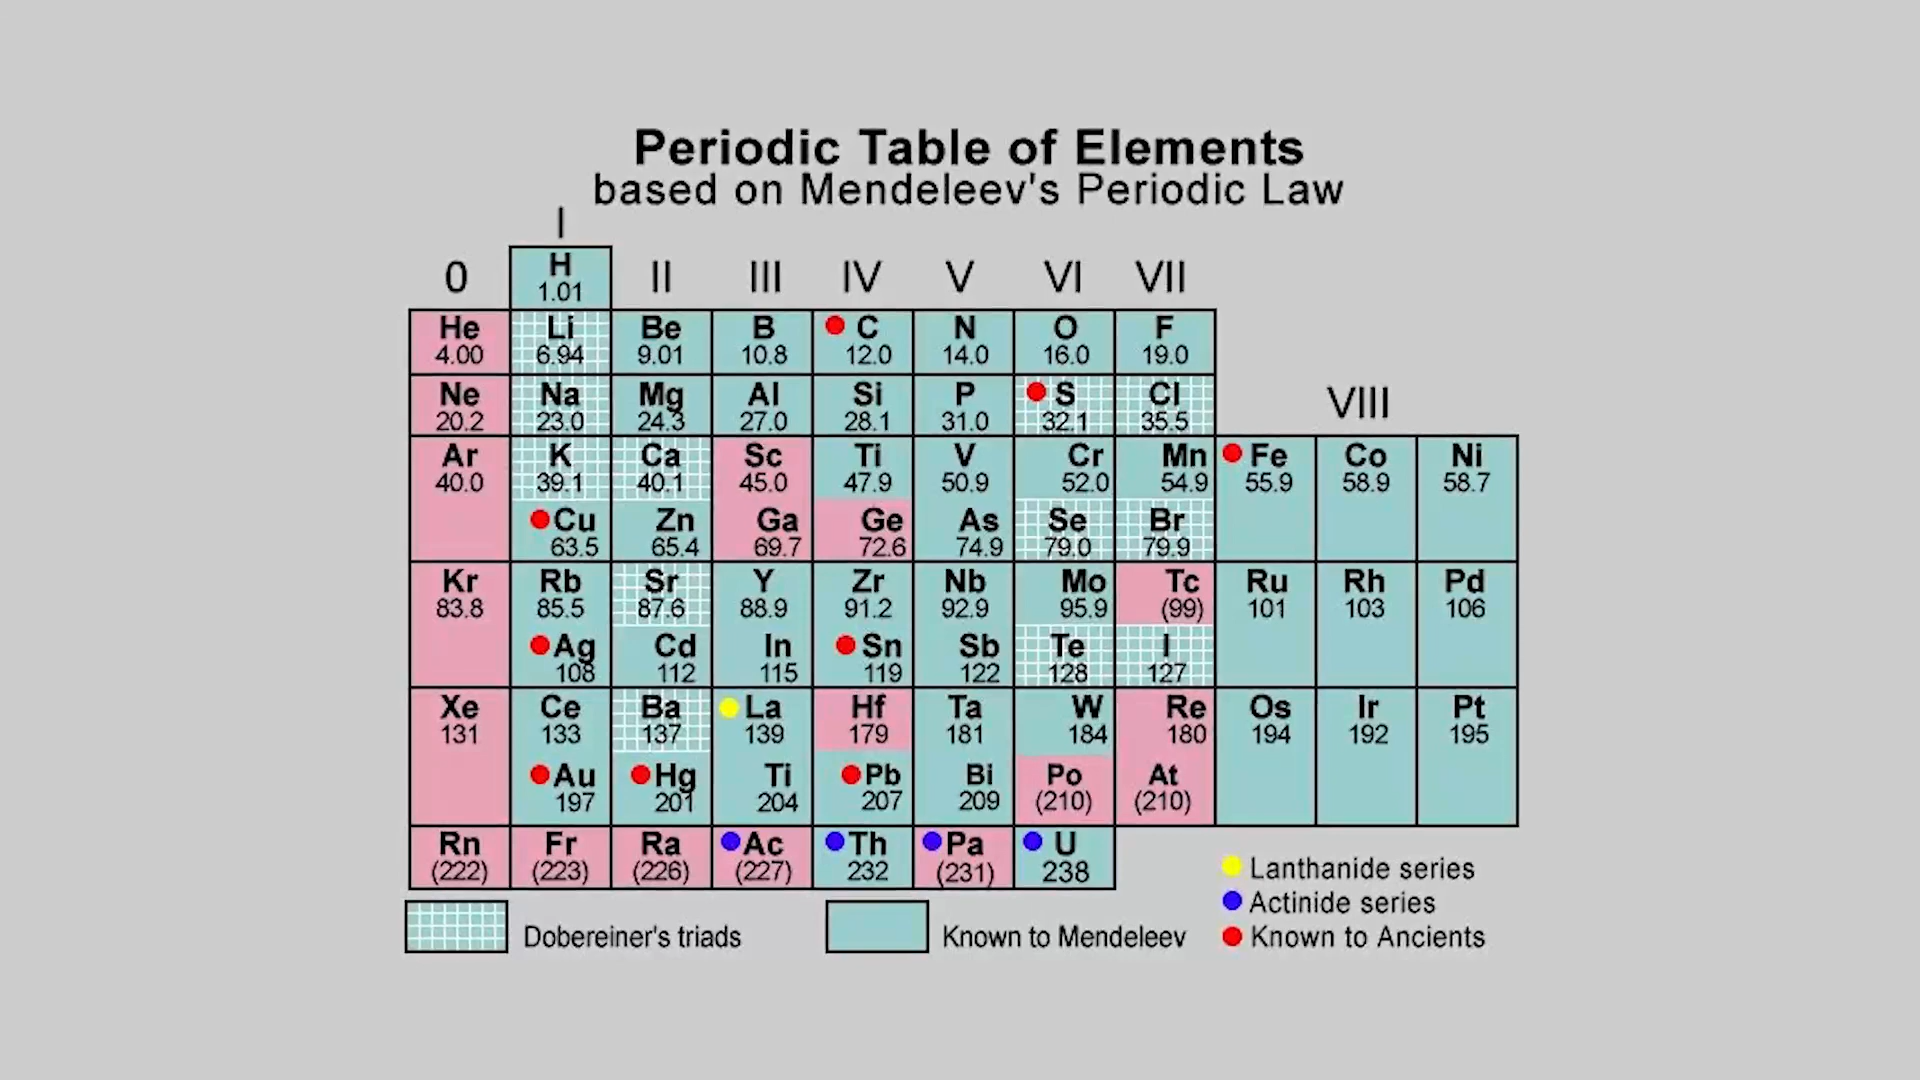 Periodic Table of Elements
based on Mendeleev's Periodic Law
I
0 II III IV V VI VII
H
1.01
He Li Be B C N O F
4.00 6.94 9.01 10.8 12.0 14.0 16.0 19.0
Ne Na Mg Al Si P S Cl VIII
20.2 23.0 24.3 27.0 28.1 31.0 32.1 35.5
Ar K Ca Sc Ti V Cr Mn Fe Co Ni
40.0 39.1 40.1 45.0 47.9 50.9 52.0 54.9 55.9 58.9 58.7
Cu Zn Ga Ge As Se Br
63.5 65.4 69.7 72.6 74.9 79.0 79.9
Kr Rb Sr Y Zr Nb Mo Tc Ru Rh Pd
83.8 85.5 87.6 88.9 91.2 92.9 95.9 (99) 101 103 106
Ag Cd In Sn Sb Te I
108 112 115 119 122 128 127
Xe Ce Ba La Hf Ta W Re Os Ir Pt
131 133 137 139 179 181 184 180 194 192 195
Au Hg Ti Pb Bi Po At
197 201 204 207 209 (210) (210)
Rn Fr Ra Ac Th Pa U
(222) (223) (226) (227) 232 (231) 238
Lanthanide series
Actinide series
Dobereiner's triads Known to Mendeleev Known to Ancients